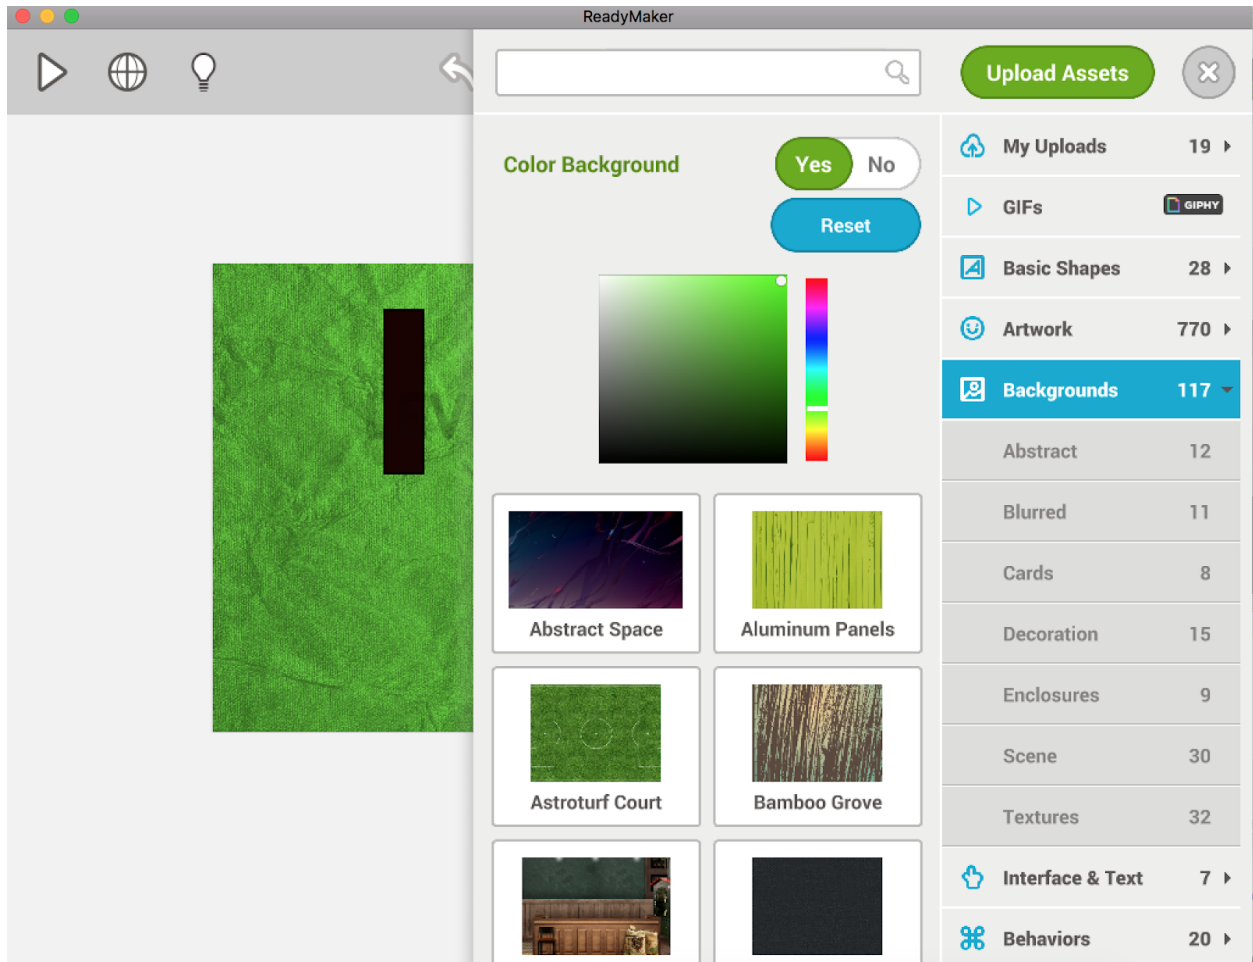 ReadyMaker
Upload Assets
Color Background
Yes No
Reset
Abstract Space
Aluminum Panels
Astroturf Court
Bamboo Grove
My Uploads 19
GIFs GIPHY
Basic Shapes 28
Artwork 770
Backgrounds 117
Abstract 12
Blurred 11
Cards 8
Decoration 15
Enclosures 9
Scene 30
Textures 32
Interface & Text 7
Behaviors 20